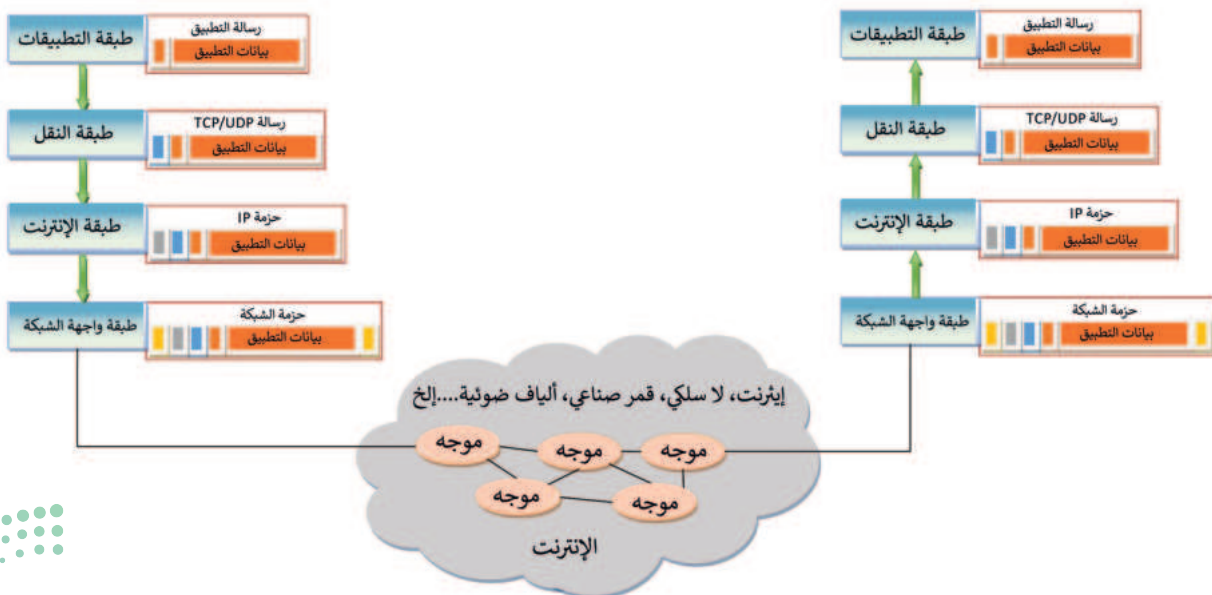 طبقة التطبيقات
رسالة التطبيق
بيانات التطبيق
طبقة النقل
رسالة TCP/UDP
بيانات التطبيق
طبقة الإنترنت
حزمة IP
بيانات التطبيق
طبقة واجهة الشبكة
حزمة الشبكة
بيانات التطبيق
طبقة التطبيقات
رسالة التطبيق
بيانات التطبيق
طبقة النقل
رسالة TCP/UDP
بيانات التطبيق
طبقة الإنترنت
حزمة IP
بيانات التطبيق
طبقة واجهة الشبكة
حزمة الشبكة
بيانات التطبيق
إيثرنت، لا سلكي، قمر صناعي، ألياف ضوئية....إلخ
موجه
موجه
موجه
موجه
موجه
الإنترنت